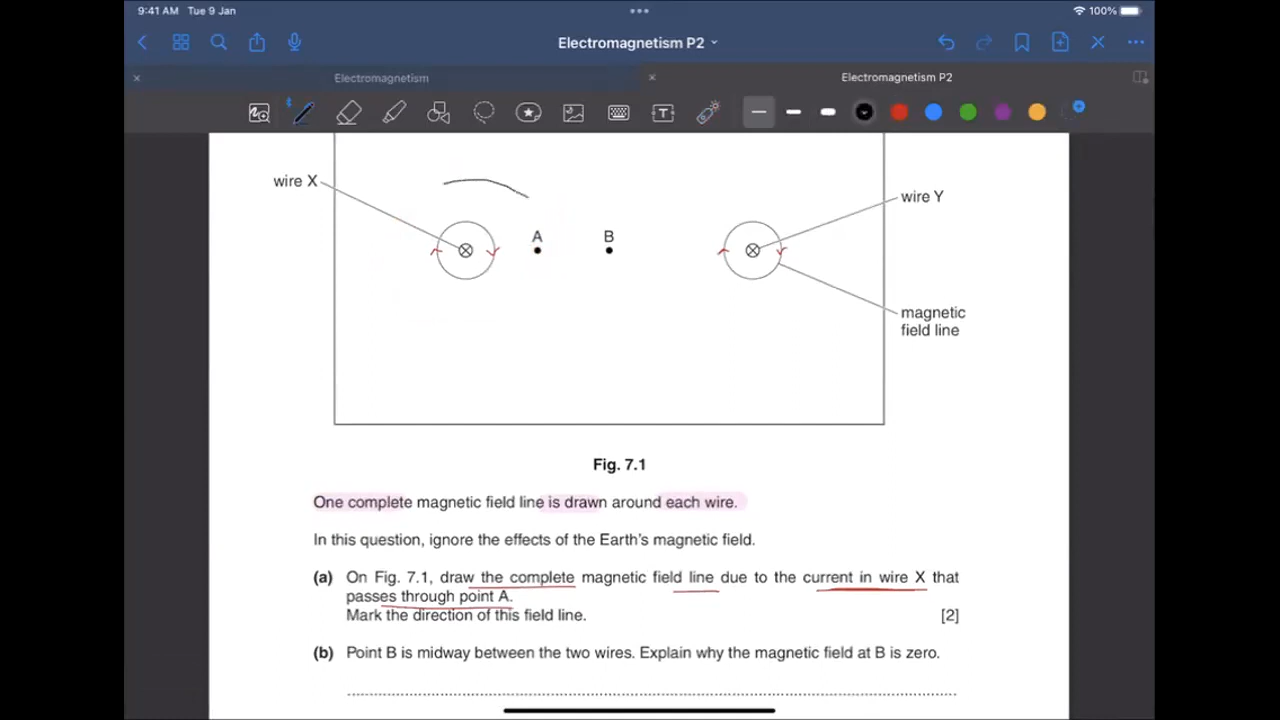 9:41 AM Tue 9 Jan
100%
Electromagnetism P2
Electromagnetism
Electromagnetism P2
T
wire X
A
B
wire Y
magnetic
field line
Fig. 7.1
One complete magnetic field line is drawn around each wire.
In this question, ignore the effects of the Earth's magnetic field.
(a) On Fig. 7.1, draw the complete magnetic field line due to the current in wire X that
passes through point A.
Mark the direction of this field line. [2]
(b) Point B is midway between the two wires. Explain why the magnetic field at B is zero.